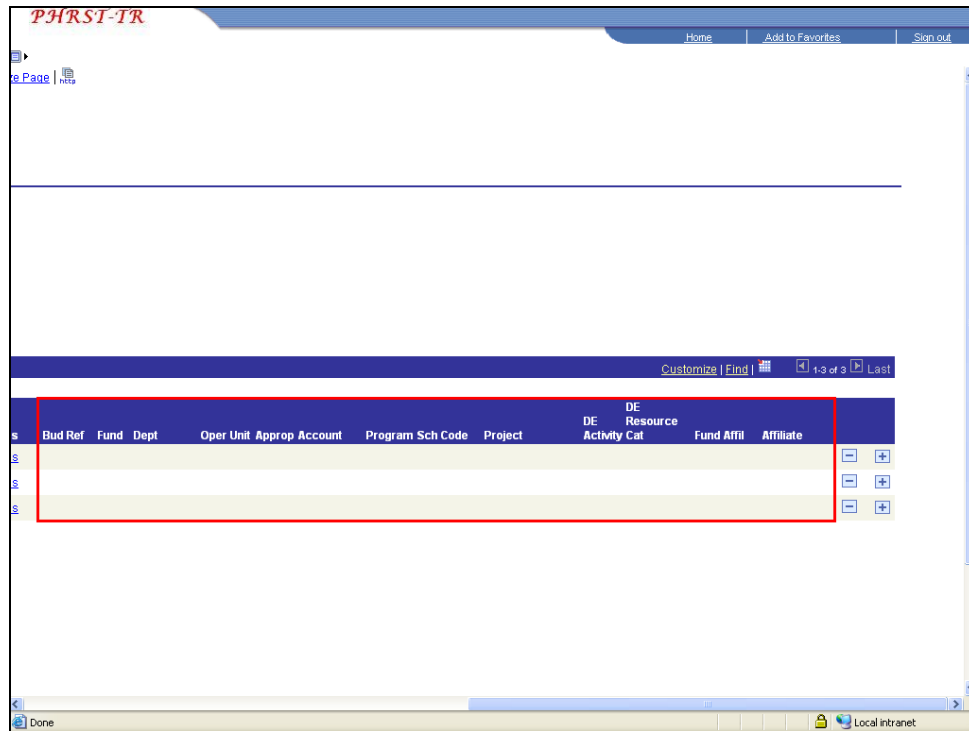 PHRST-TR
Home | Add to Favorites | Sign out
ze Page | http
Customize | Find | 1-3 of 3 Last
s Bud Ref Fund Dept Oper Unit Approp Account Program Sch Code Project DE Activity DE Resource Cat Fund Affil Affiliate
s
s
s
Done Local intranet